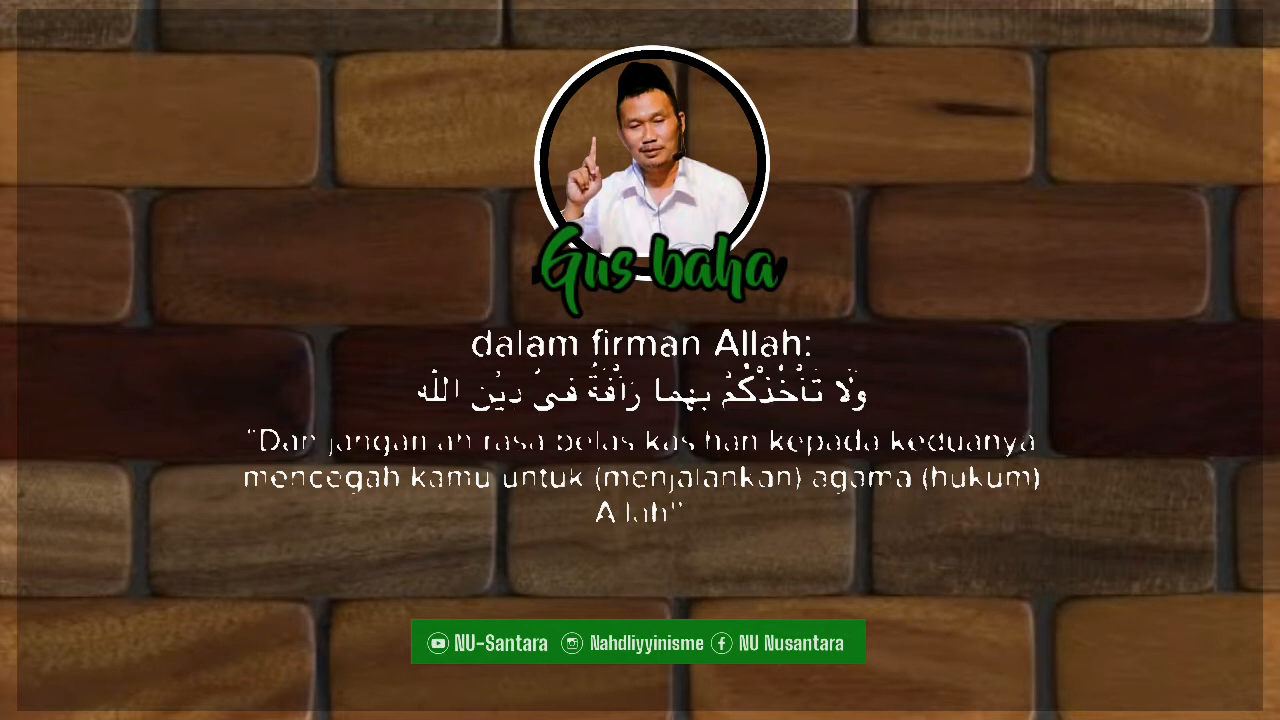 Gus baha
dalam firman Allah:
وَّلَا تَأْخُذْكُمْ بِهِمَا رَأْفَةٌ فِيْ دِيْنِ اللّٰه
"Dan janganlah rasa belas kasihan kepada keduanya
mencegah kamu untuk (menjalankan) agama (hukum)
Allah"
NU-Santara Nahdliyyinisme NU Nusantara